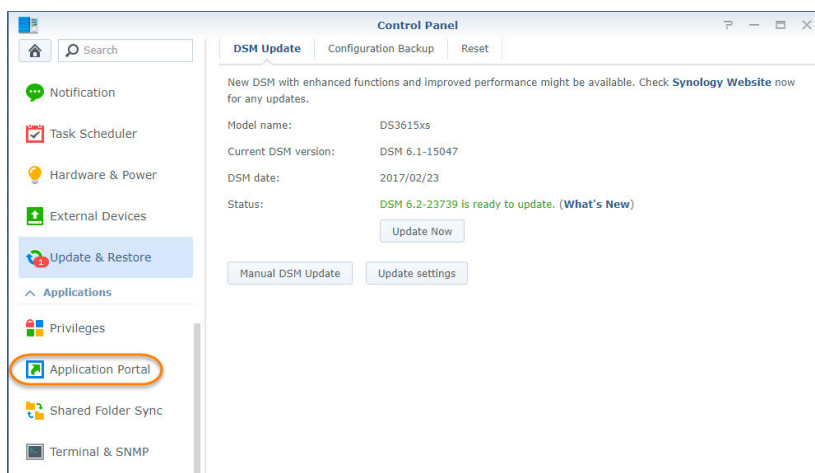 Control Panel
Search
DSM Update Configuration Backup Reset
Notification
Task Scheduler
Hardware & Power
External Devices
1
Update & Restore
Applications
Privileges
Application Portal
Shared Folder Sync
Terminal & SNMP
New DSM with enhanced functions and improved performance might be available. Check Synology Website now
for any updates.
Model name: DS3615xs
Current DSM version: DSM 6.1-15047
DSM date: 2017/02/23
Status: DSM 6.2-23739 is ready to update. (What's New)
Update Now
Manual DSM Update Update settings